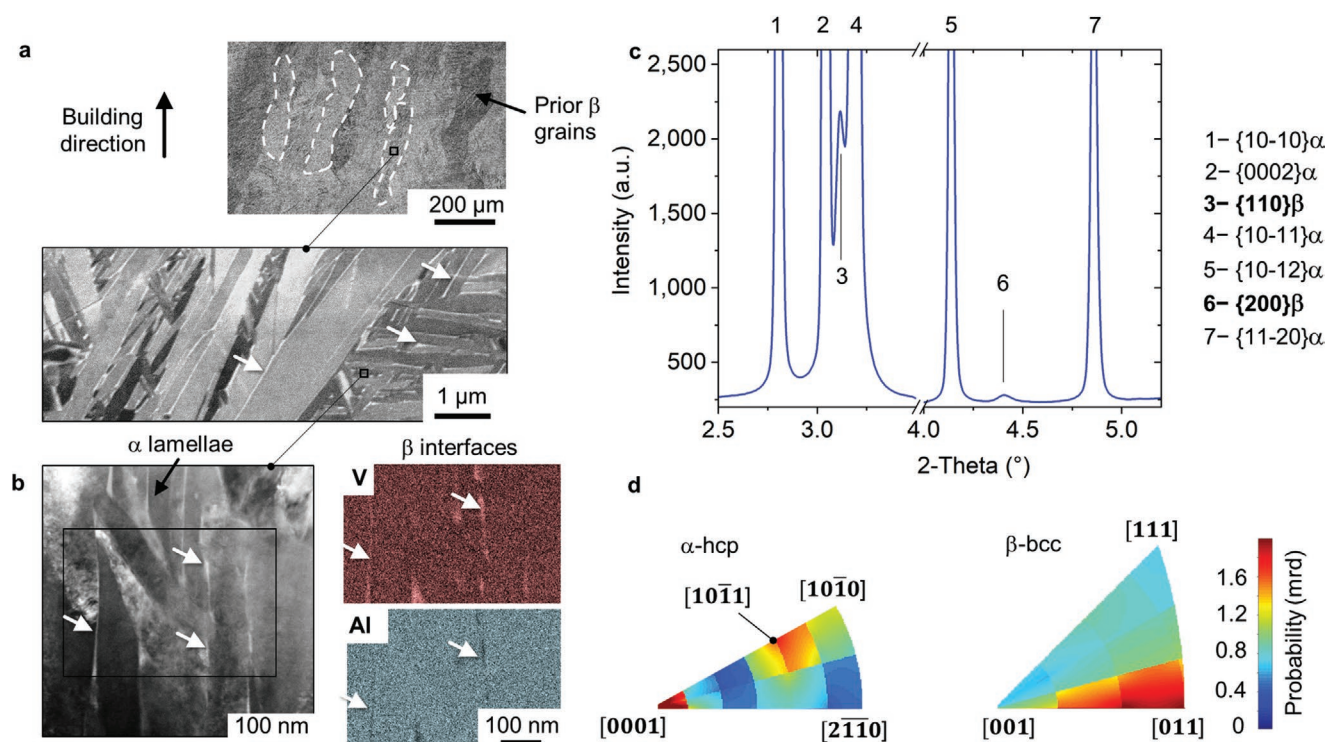 a
Building
direction
Prior β
grains
200 µm
1 µm
α lamellae
β interfaces
b
V
Al
100 nm
100 nm
c
1 2 4 5 7
2,500
2,000
1,500
1,000
500
Intensity (a.u.)
3
6
2.5 3.0 3.5 4.0 4.5 5.0
2-Theta (°)
1− {10-10}α
2− {0002}α
3− {110}β
4− {10-11}α
5− {10-12}α
6− {200}β
7− {11-20}α
d
α-hcp
[101̅1] [101̅0]
[0001] [21̅1̅0]
β-bcc
[111]
[001] [011]
1.6
1.2
0.8
0.4
0
Probability (mrd)